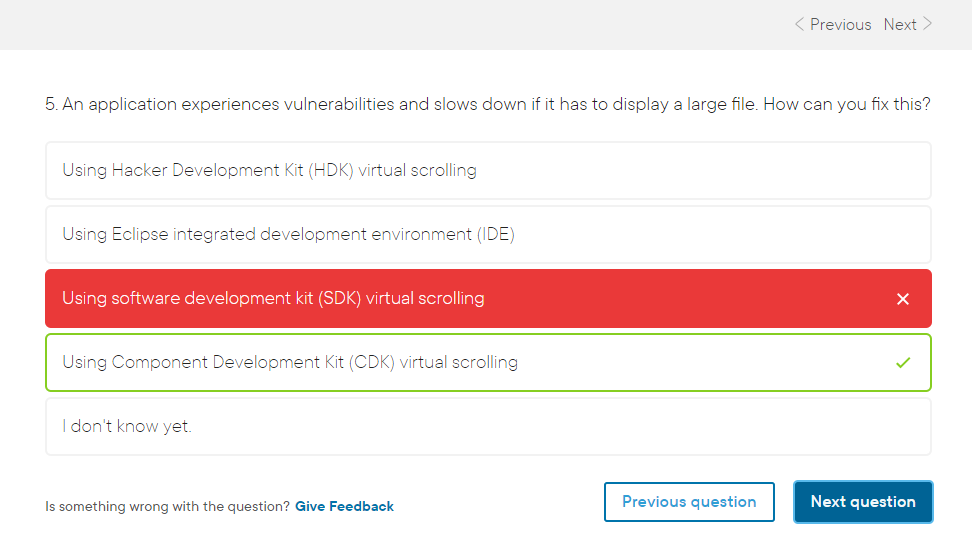 Previous Next
5. An application experiences vulnerabilities and slows down if it has to display a large file. How can you fix this?
Using Hacker Development Kit (HDK) virtual scrolling
Using Eclipse integrated development environment (IDE)
Using software development kit (SDK) virtual scrolling
Using Component Development Kit (CDK) virtual scrolling
I don't know yet.
Is something wrong with the question? Give Feedback
Previous question Next question